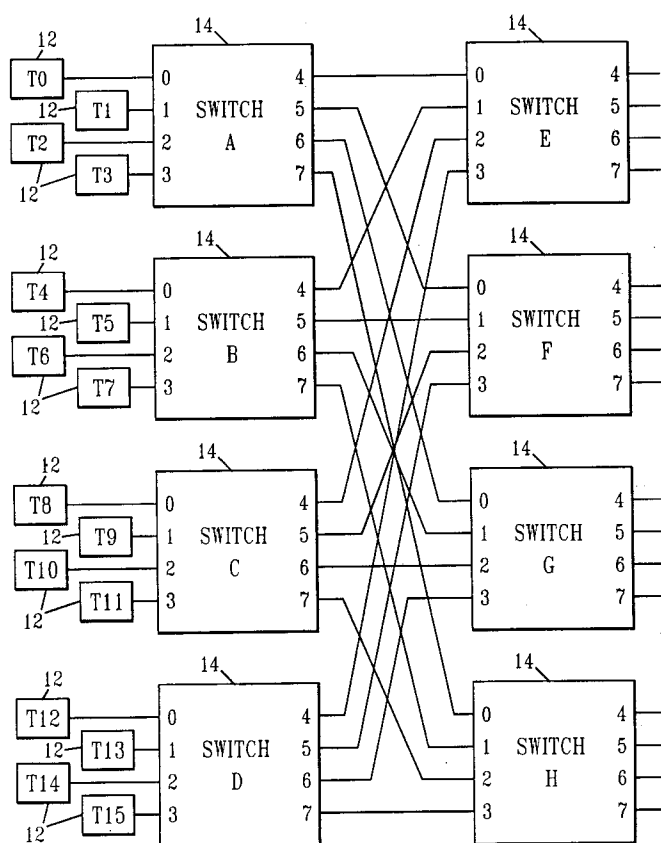 12 14 14
T0 0 4 0 4
12 T1 1 SWITCH 5 1 SWITCH 5
T2 2 A 6 2 E 6
12 T3 3 7 3 7
12 14 14
T4 0 4 0 4
12 T5 1 SWITCH 5 1 SWITCH 5
T6 2 B 6 2 F 6
12 T7 3 7 3 7
12 14 14
T8 0 4 0 4
12 T9 1 SWITCH 5 1 SWITCH 5
T10 2 C 6 2 G 6
12 T11 3 7 3 7
12 14 14
T12 0 4 0 4
12 T13 1 SWITCH 5 1 SWITCH 5
T14 2 D 6 2 H 6
12 T15 3 7 3 7